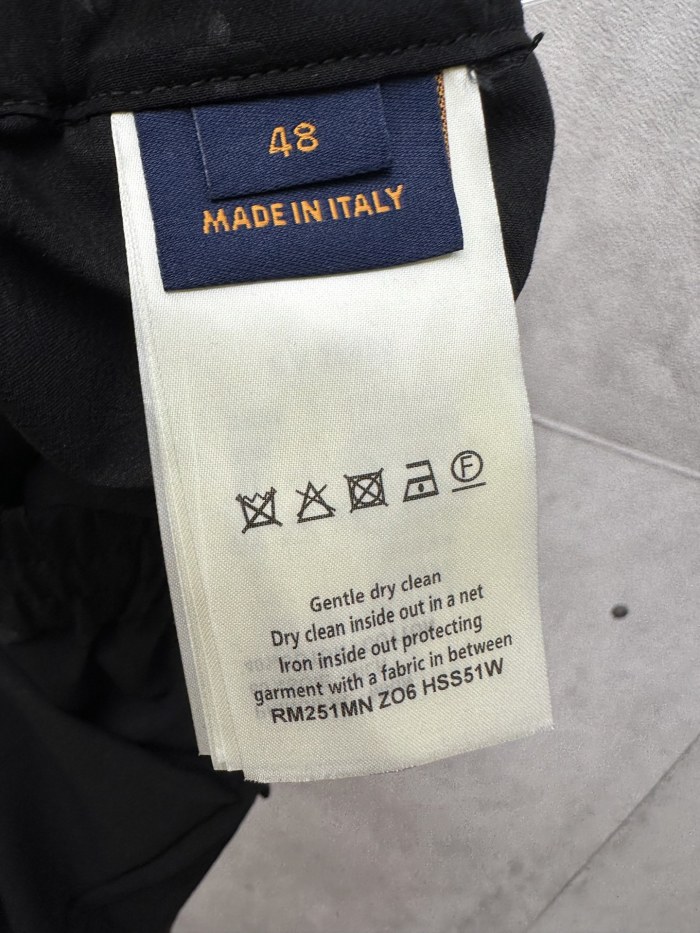 48
MADE IN ITALY
F
Gentle dry clean
Dry clean inside out in a net
Iron inside out protecting
garment with a fabric in between
RM251MN ZO6 HSS51W